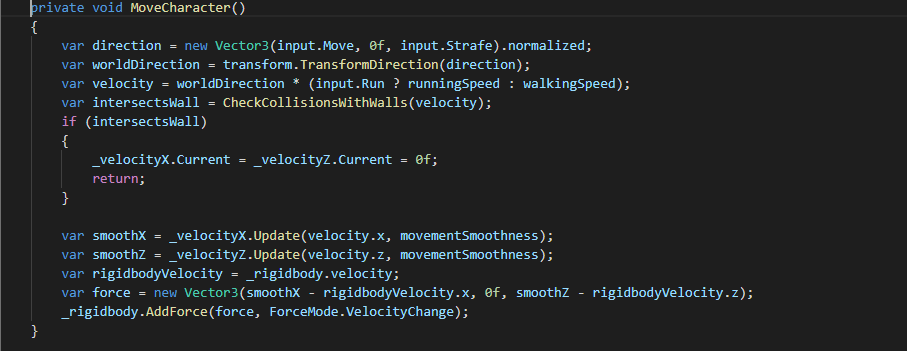 private void MoveCharacter()
{
    var direction = new Vector3(input.Move, 0f, input.Strafe).normalized;
    var worldDirection = transform.TransformDirection(direction);
    var velocity = worldDirection * (input.Run ? runningSpeed : walkingSpeed);
    var intersectsWall = CheckCollisionsWithWalls(velocity);
    if (intersectsWall)
    {
        _velocityX.Current = _velocityZ.Current = 0f;
        return;
    }

    var smoothX = _velocityX.Update(velocity.x, movementSmoothness);
    var smoothZ = _velocityZ.Update(velocity.z, movementSmoothness);
    var rigidbodyVelocity = _rigidbody.velocity;
    var force = new Vector3(smoothX - rigidbodyVelocity.x, 0f, smoothZ - rigidbodyVelocity.z);
    _rigidbody.AddForce(force, ForceMode.VelocityChange);
}